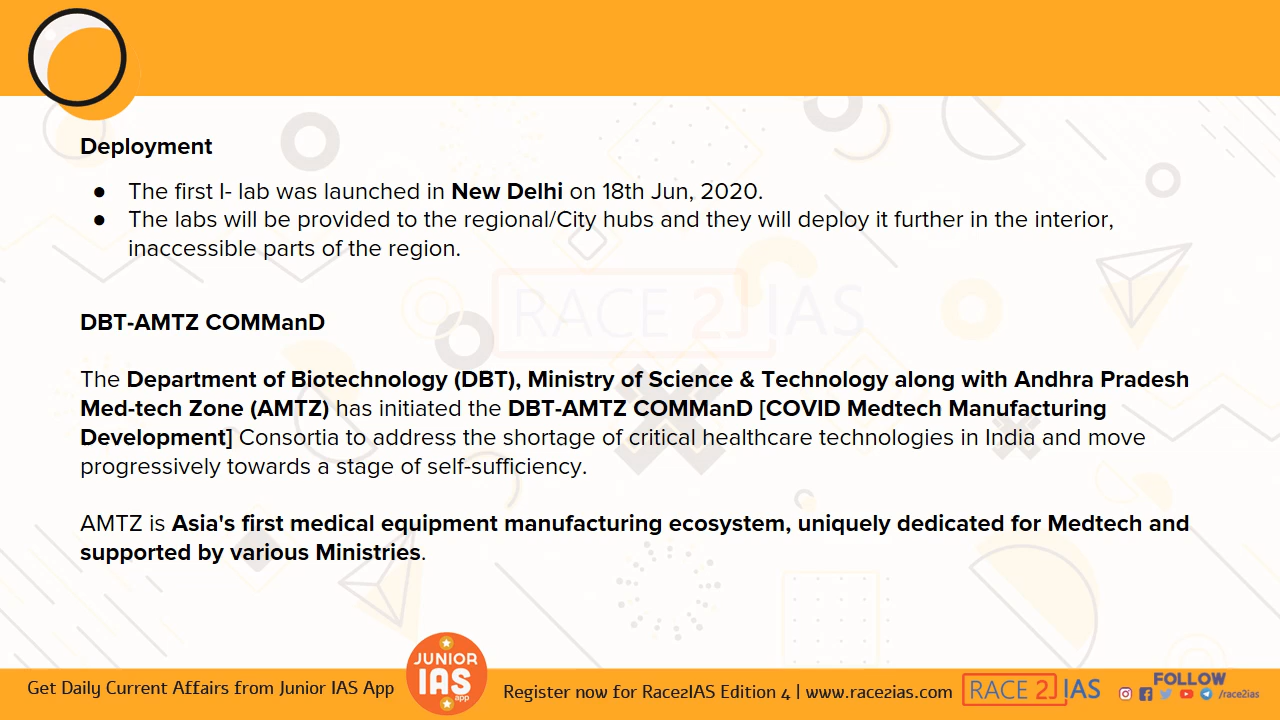 Deployment
● The first I- lab was launched in New Delhi on 18th Jun, 2020.
● The labs will be provided to the regional/City hubs and they will deploy it further in the interior,
inaccessible parts of the region.
RACE 2 IAS
DBT-AMTZ COMManD
The Department of Biotechnology (DBT), Ministry of Science & Technology along with Andhra Pradesh
Med-tech Zone (AMTZ) has initiated the DBT-AMTZ COMManD [COVID Medtech Manufacturing
Development] Consortia to address the shortage of critical healthcare technologies in India and move
progressively towards a stage of self-sufficiency.
AMTZ is Asia's first medical equipment manufacturing ecosystem, uniquely dedicated for Medtech and
supported by various Ministries.
Get Daily Current Affairs from Junior IAS App
JUNIOR
IAS
app
Register now for Race2IAS Edition 4 | www.race2ias.com
RACE 2 IAS
FOLLOW
/race2ias